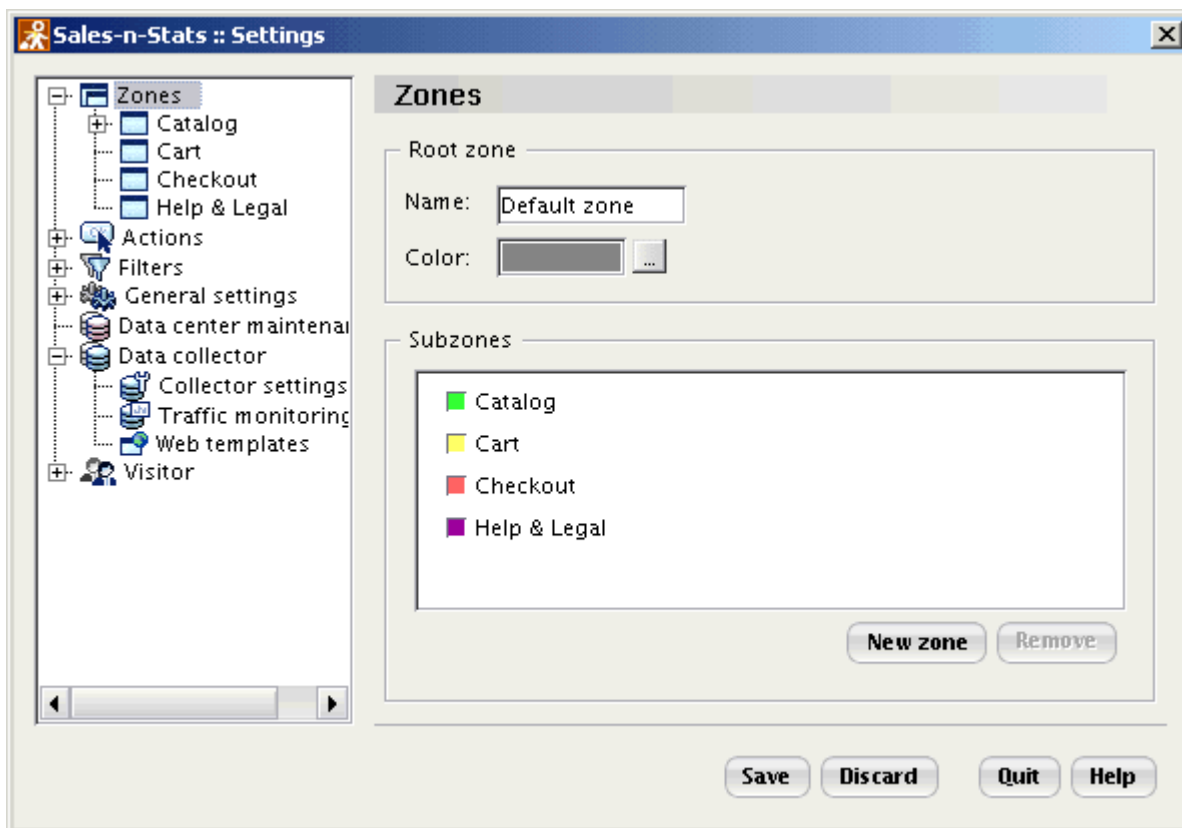 Sales-n-Stats :: Settings
Zones
Catalog
Cart
Checkout
Help & Legal
Actions
Filters
General settings
Data center maintenan
Data collector
Collector settings
Traffic monitoring
Web templates
Visitor
Zones
Root zone
Name: Default zone
Color: ...
Subzones
Catalog
Cart
Checkout
Help & Legal
New zone Remove
Save Discard Quit Help